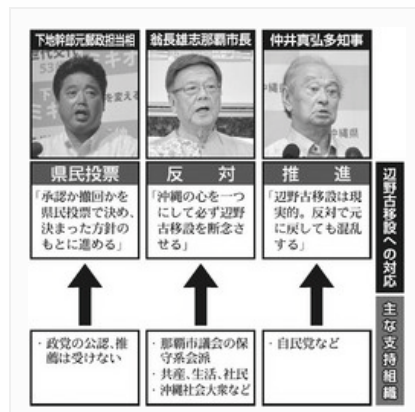 下地幹郎元郵政担当相
翁長雄志那覇市長
仲井真弘多知事
県民投票
反対
推進
辺野古移設への対応
「承認か撤回かを
県民投票で決め、
決まった方針の
もとに進める」
「沖縄の心を一つ
にして必ず辺野
古移設を断念さ
せる」
「辺野古移設は現
実的。反対で元
に戻しても混乱
する」
主な支持組織
・政党の公認、推
薦は受けない
・那覇市議会の保
守系会派
・共産、生活、社民
・沖縄社会大衆など
・自民党など